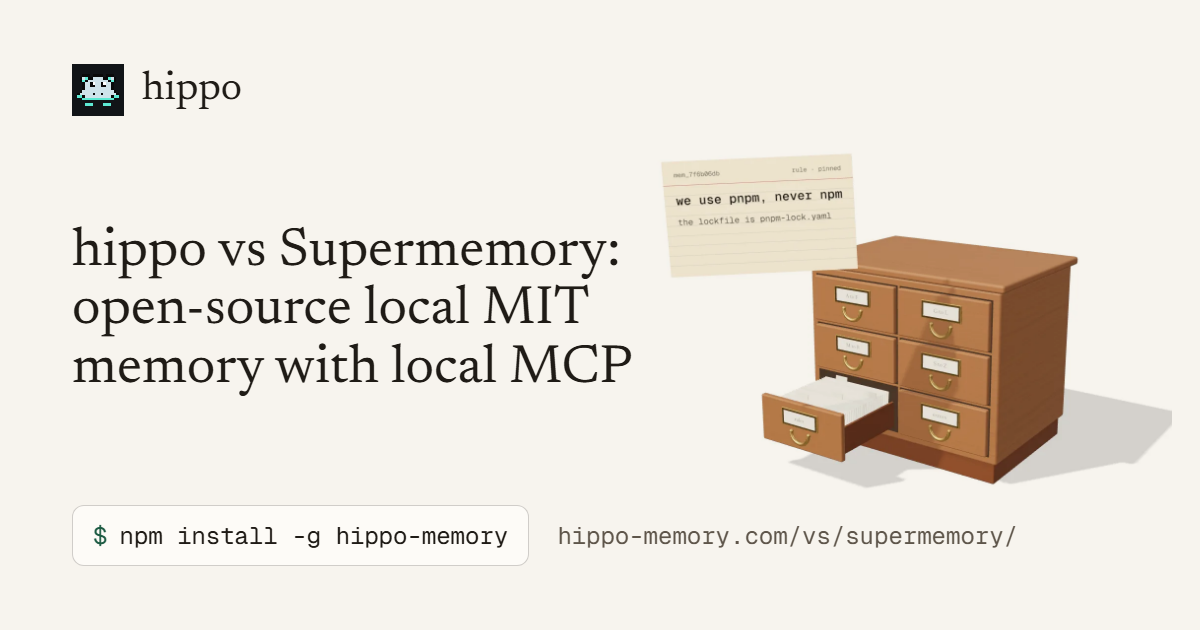 hippo
mem_7f6b06db rule · pinned
we use pnpm, never npm
the lockfile is pnpm-lock.yaml
hippo vs Supermemory:
open-source local MIT
memory with local MCP
$ npm install -g hippo-memory
hippo-memory.com/vs/supermemory/